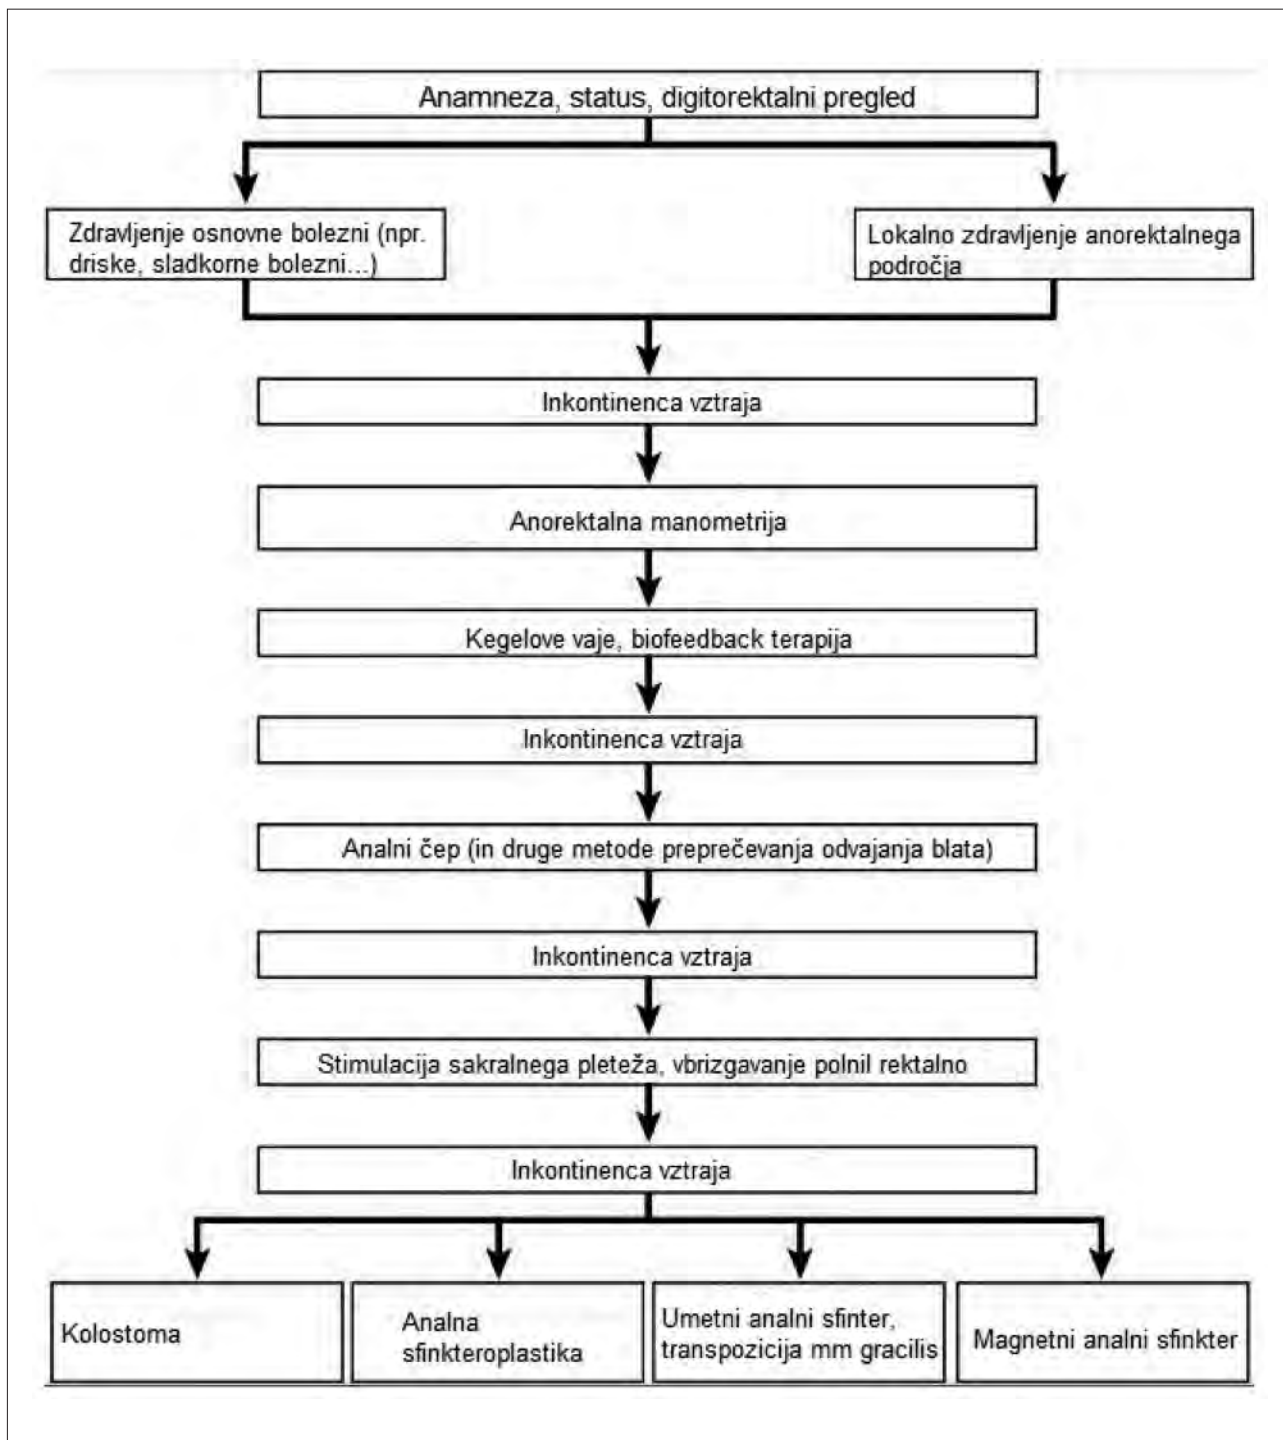 Anamneza, status, digitorektalni pregled
Zdravljenje osnovne bolezni (npr.
driske, sladkorne bolezni...)
Lokalno zdravljenje anorektalnega
področja
Inkontinenca vztraja
Anorektalna manometrija
Kegelove vaje, biofeedback terapija
Inkontinenca vztraja
Analni čep (in druge metode preprečevanja odvajanja blata)
Inkontinenca vztraja
Stimulacija sakralnega pleteža, vbrizgavanje polnil rektalno
Inkontinenca vztraja
Kolostoma
Analna
sfinkteroplastika
Umetni analni sfinter,
transpozicija mm gracilis
Magnetni analni sfinkter